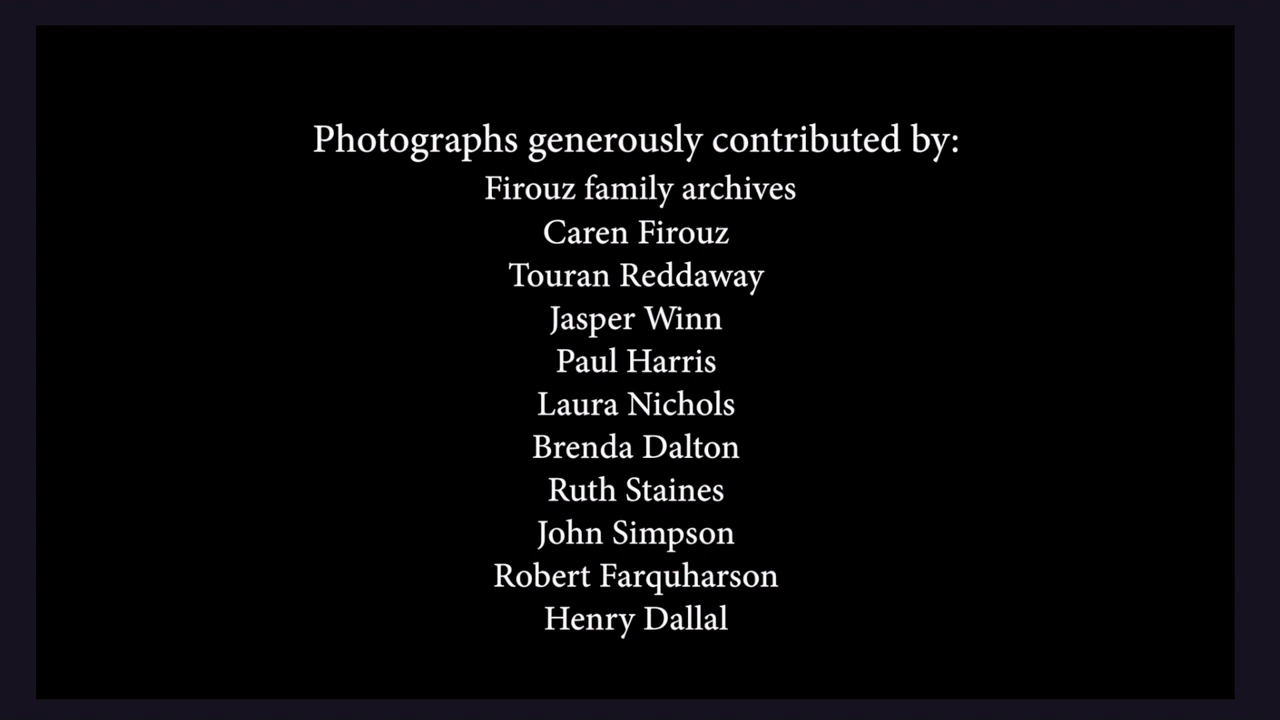 Photographs generously contributed by:
Firouz family archives
Caren Firouz
Touran Reddaway
Jasper Winn
Paul Harris
Laura Nichols
Brenda Dalton
Ruth Staines
John Simpson
Robert Farquharson
Henry Dallal